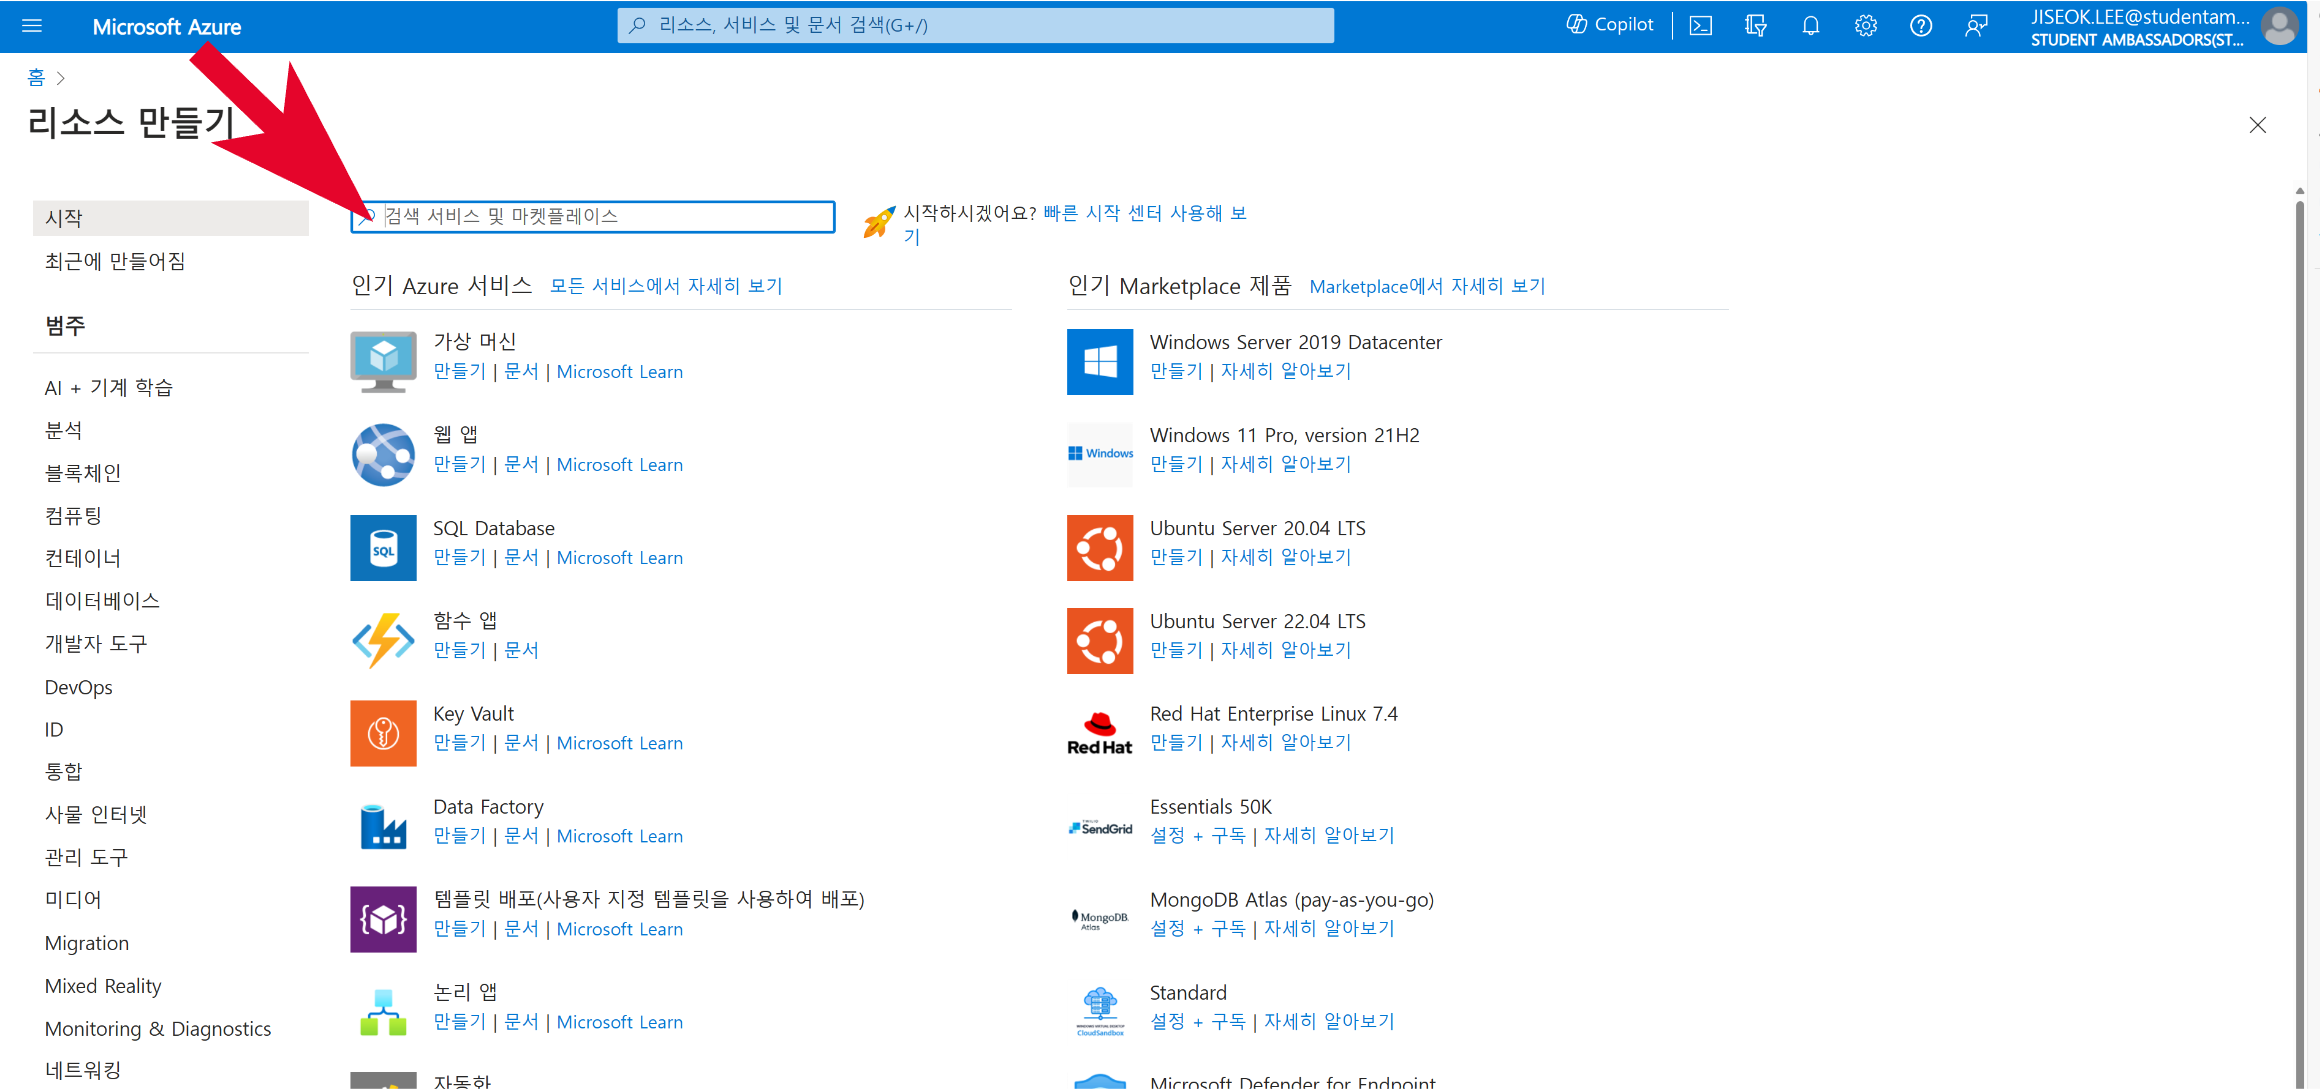 Microsoft Azure
리소스, 서비스 및 문서 검색(G+/)
Copilot
JISEOK.LEE@studentam...
STUDENT AMBASSADORS(ST...
홈
리소스 만들기
시작
최근에 만들어짐
범주
AI + 기계 학습
분석
블록체인
컴퓨팅
컨테이너
데이터베이스
개발자 도구
DevOps
ID
통합
사물 인터넷
관리 도구
미디어
Migration
Mixed Reality
Monitoring & Diagnostics
네트워킹
검색 서비스 및 마켓플레이스
시작하시겠어요? 빠른 시작 센터 사용해 보
기
인기 Azure 서비스 모든 서비스에서 자세히 보기
가상 머신
만들기 | 문서 | Microsoft Learn
웹 앱
만들기 | 문서 | Microsoft Learn
SQL
SQL Database
만들기 | 문서 | Microsoft Learn
함수 앱
만들기 | 문서
Key Vault
만들기 | 문서 | Microsoft Learn
Data Factory
만들기 | 문서 | Microsoft Learn
템플릿 배포(사용자 지정 템플릿을 사용하여 배포)
만들기 | 문서 | Microsoft Learn
논리 앱
만들기 | 문서 | Microsoft Learn
자동화
인기 Marketplace 제품 Marketplace에서 자세히 보기
Windows Server 2019 Datacenter
만들기 | 자세히 알아보기
Windows
Windows 11 Pro, version 21H2
만들기 | 자세히 알아보기
Ubuntu Server 20.04 LTS
만들기 | 자세히 알아보기
Ubuntu Server 22.04 LTS
만들기 | 자세히 알아보기
Red Hat
Red Hat Enterprise Linux 7.4
만들기 | 자세히 알아보기
TWILIO
SendGrid
Essentials 50K
설정 + 구독 | 자세히 알아보기
MongoDB.
Atlas
MongoDB Atlas (pay-as-you-go)
설정 + 구독 | 자세히 알아보기
WINDOWS VIRTUAL DESKTOP
CloudSandbox
Standard
설정 + 구독 | 자세히 알아보기
Microsoft Defender for Endpoint